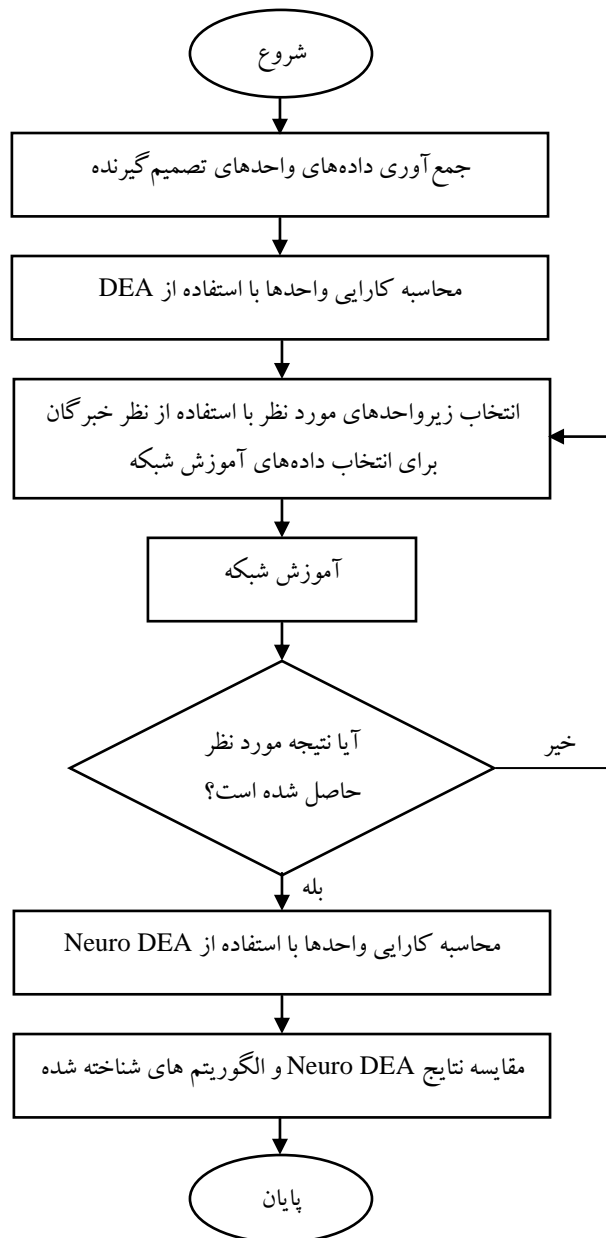 شروع
جمع‌آوری داده‌های واحدهای تصمیم‌گیرنده
محاسبه کارایی واحدها با استفاده از DEA
انتخاب زیرواحدهای مورد نظر با استفاده از نظر خبرگان
برای انتخاب داده‌های آموزش شبکه
آموزش شبکه
آیا نتیجه مورد نظر
حاصل شده است؟
خیر
بله
محاسبه کارایی واحدها با استفاده از Neuro DEA
مقایسه نتایج Neuro DEA و الگوریتم های شناخته شده
پایان